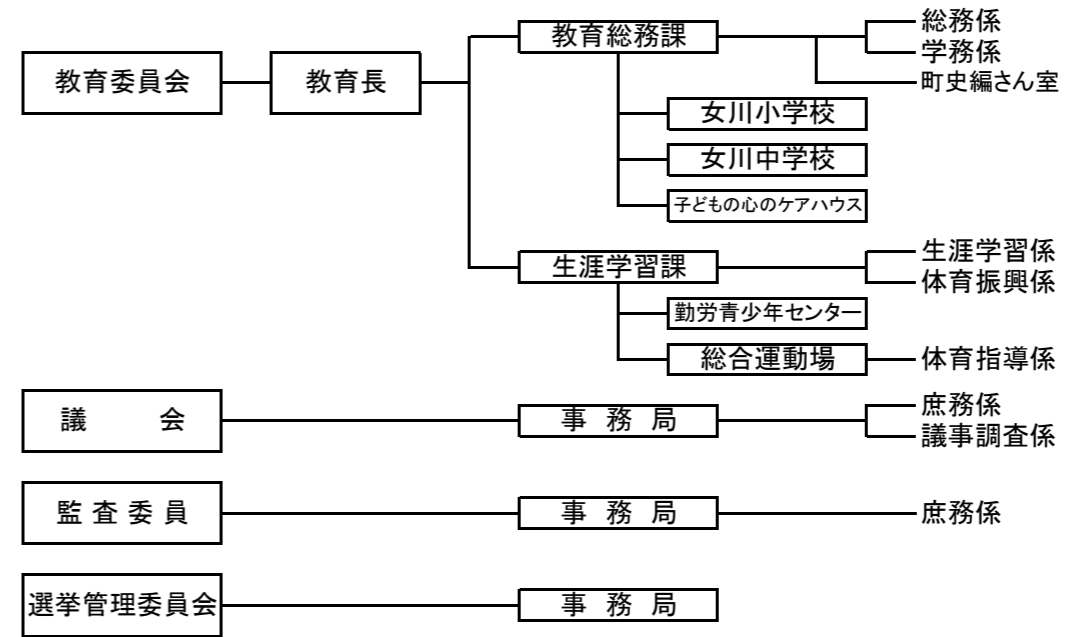 教育委員会
教育長
教育総務課
総務係
学務係
町史編さん室
女川小学校
女川中学校
子どもの心のケアハウス
生涯学習課
生涯学習係
体育振興係
勤労青少年センター
総合運動場
体育指導係
議　　会
事 務 局
庶務係
議事調査係
監 査 委 員
事 務 局
庶務係
選挙管理委員会
事 務 局